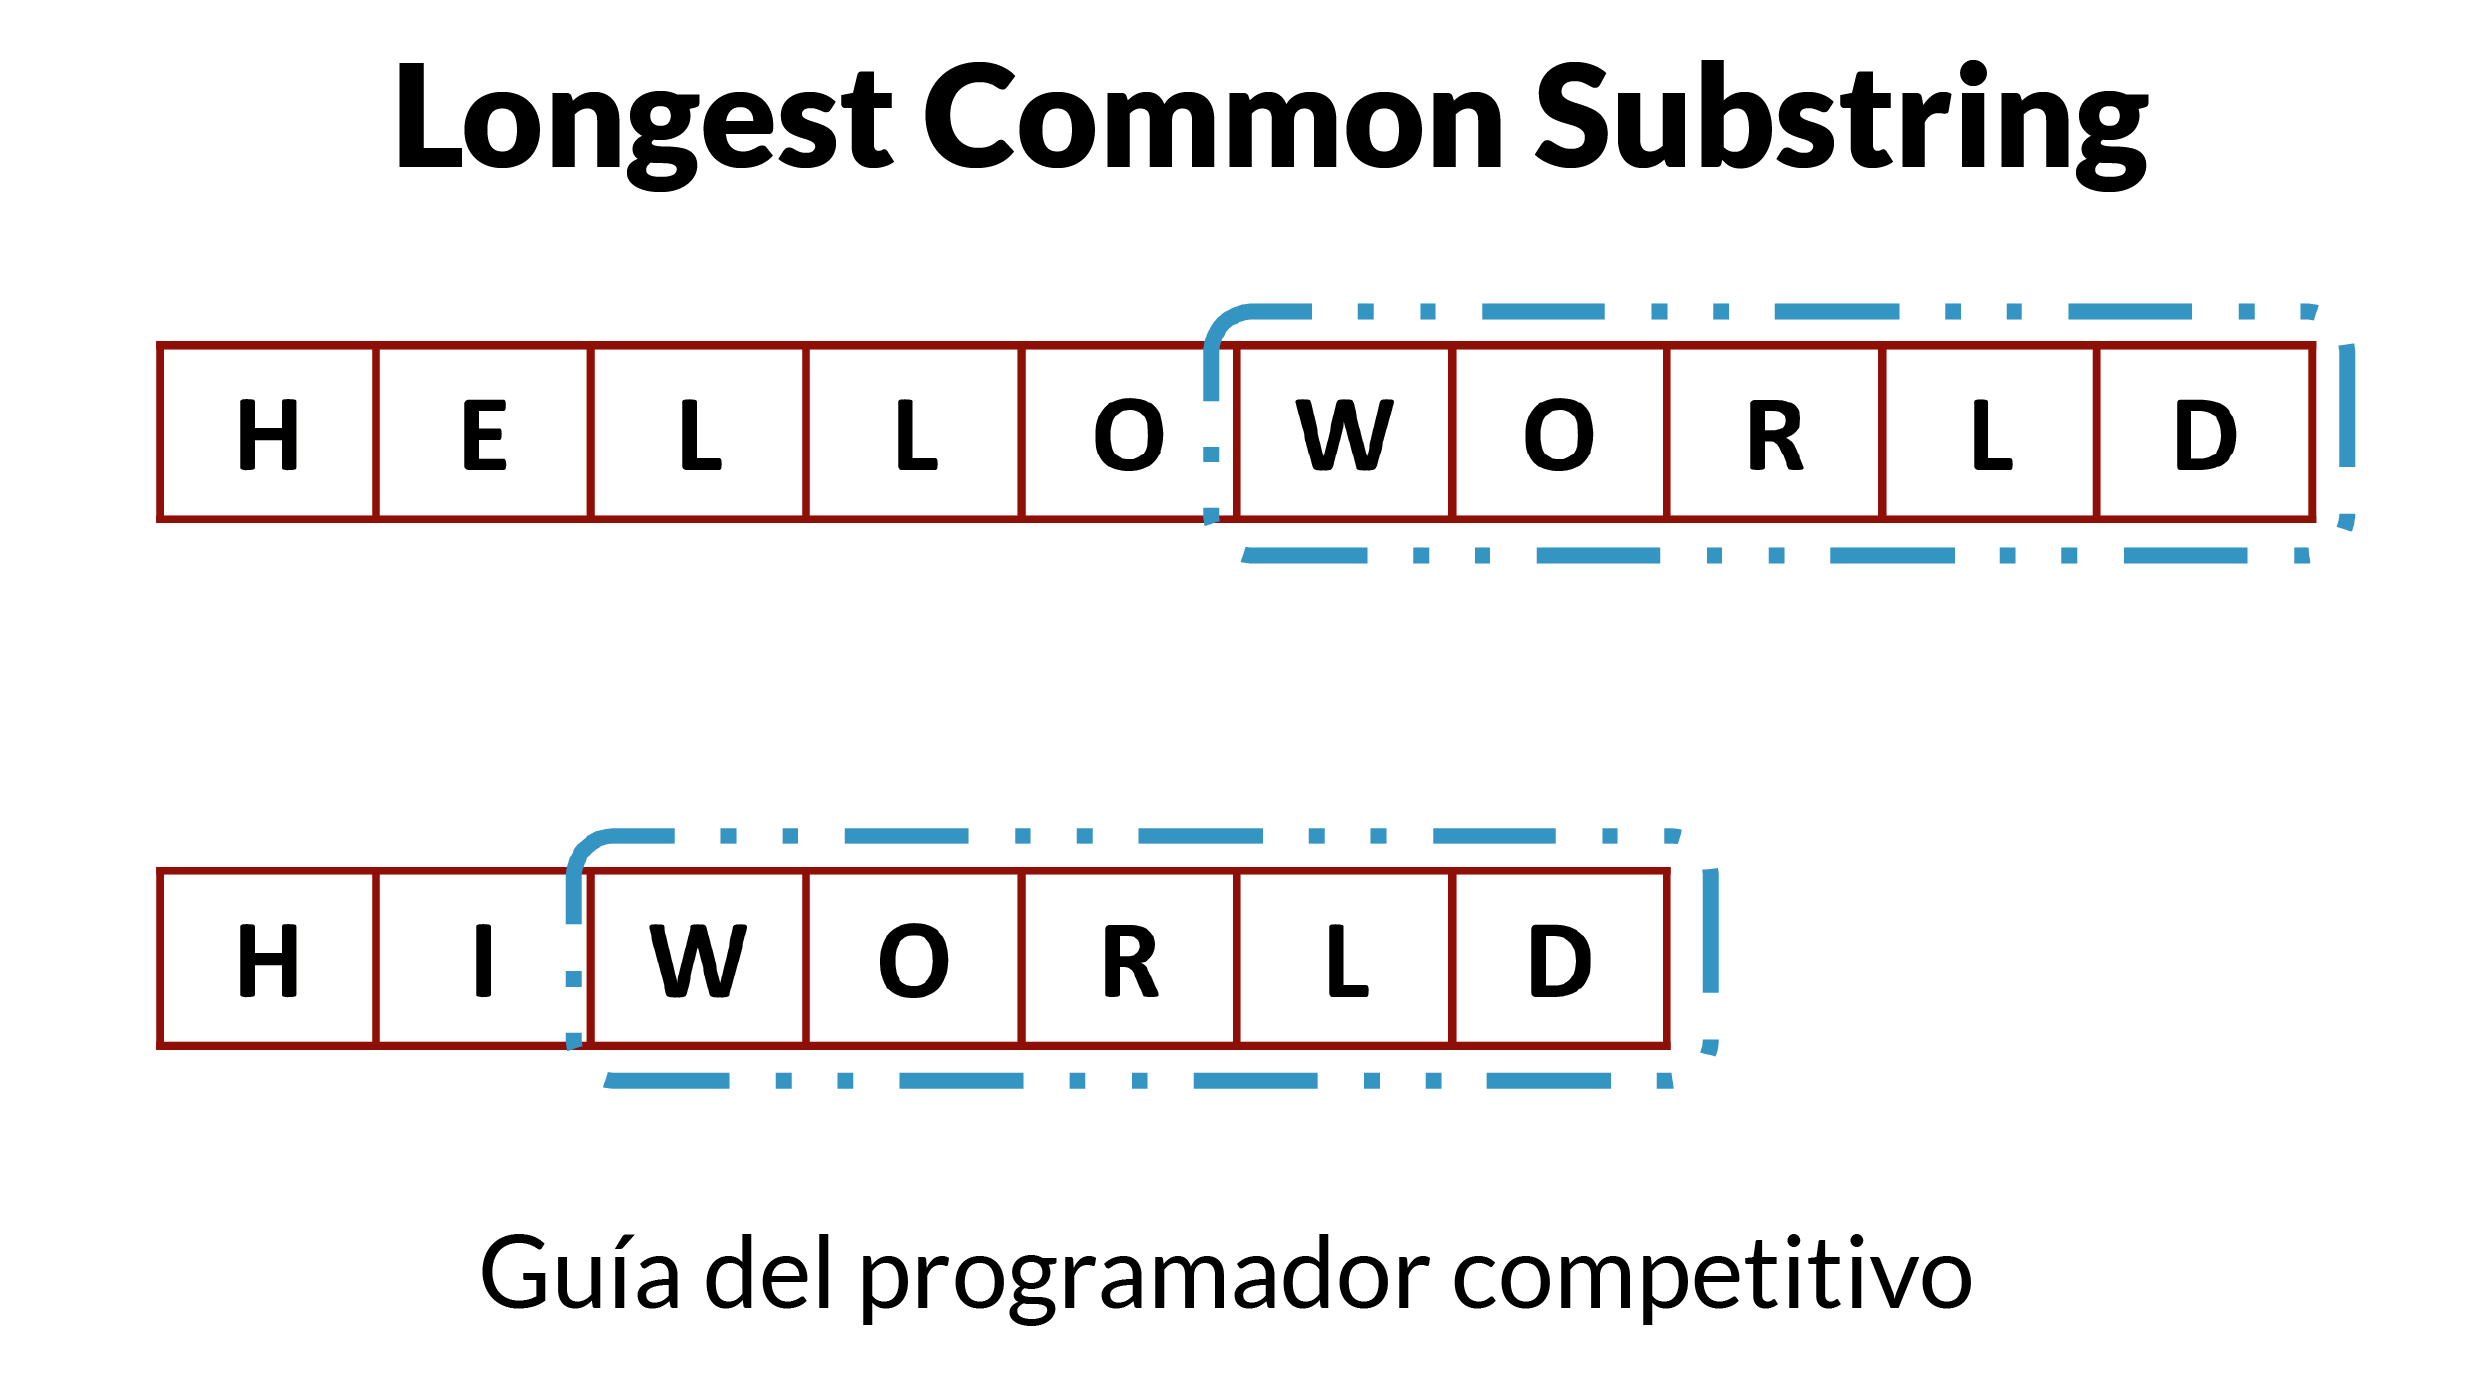 Longest Common Substring
H E L L O W O R L D
H I W O R L D
Guía del programador competitivo